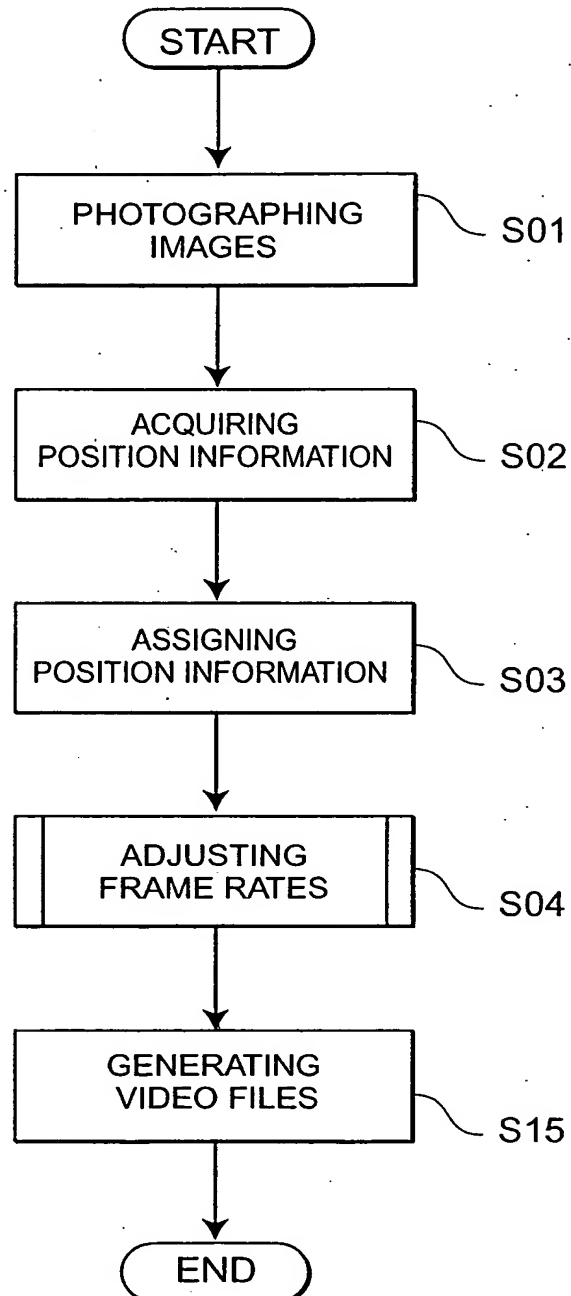 START
PHOTOGRAPHING
IMAGES
S01
ACQUIRING
POSITION INFORMATION
S02
ASSIGNING
POSITION INFORMATION
S03
ADJUSTING
FRAME RATES
S04
GENERATING
VIDEO FILES
S15
END